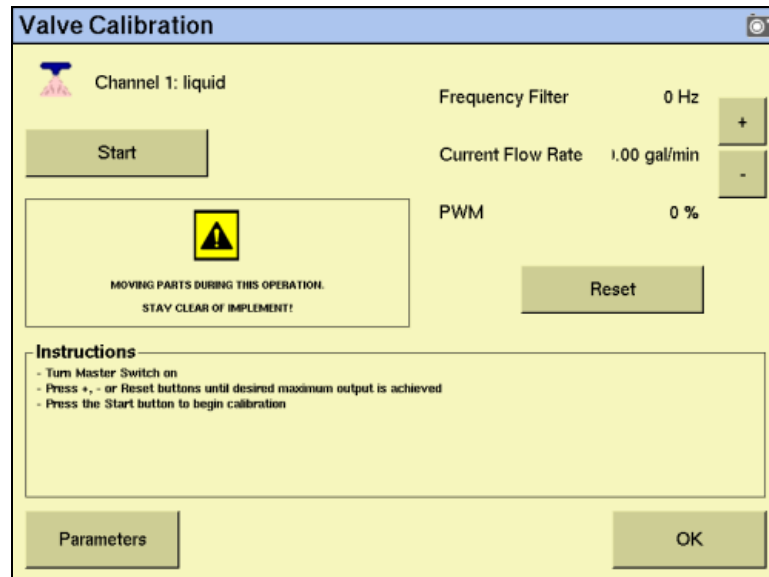 Valve Calibration
Channel 1: liquid
Frequency Filter 0 Hz
+
Start
Current Flow Rate .00 gal/min
-
PWM 0 %
MOVING PARTS DURING THIS OPERATION.
STAY CLEAR OF IMPLEMENT!
Reset
Instructions
- Turn Master Switch on
- Press +, - or Reset buttons until desired maximum output is achieved
- Press the Start button to begin calibration
Parameters
OK